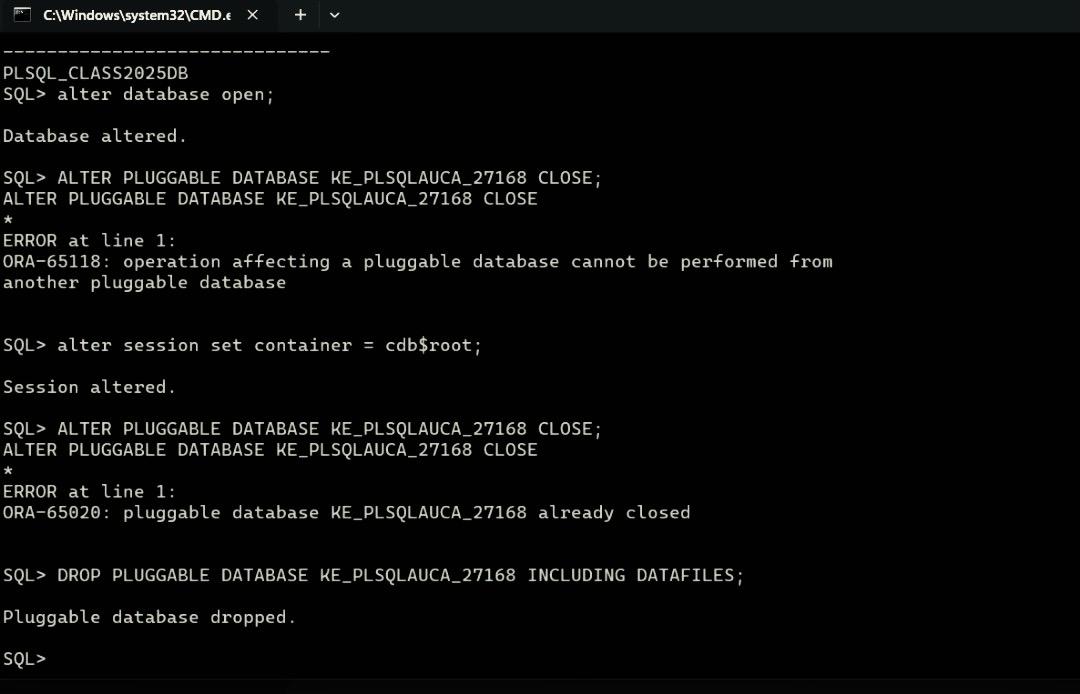 C:\Windows\system32\CMD.e
------------------------------
PLSQL_CLASS2025DB
SQL> alter database open;
Database altered.
SQL> ALTER PLUGGABLE DATABASE KE_PLSQLAUCA_27168 CLOSE;
ALTER PLUGGABLE DATABASE KE_PLSQLAUCA_27168 CLOSE
*
ERROR at line 1:
ORA-65118: operation affecting a pluggable database cannot be performed from
another pluggable database
SQL> alter session set container = cdb$root;
Session altered.
SQL> ALTER PLUGGABLE DATABASE KE_PLSQLAUCA_27168 CLOSE;
ALTER PLUGGABLE DATABASE KE_PLSQLAUCA_27168 CLOSE
*
ERROR at line 1:
ORA-65020: pluggable database KE_PLSQLAUCA_27168 already closed
SQL> DROP PLUGGABLE DATABASE KE_PLSQLAUCA_27168 INCLUDING DATAFILES;
Pluggable database dropped.
SQL>